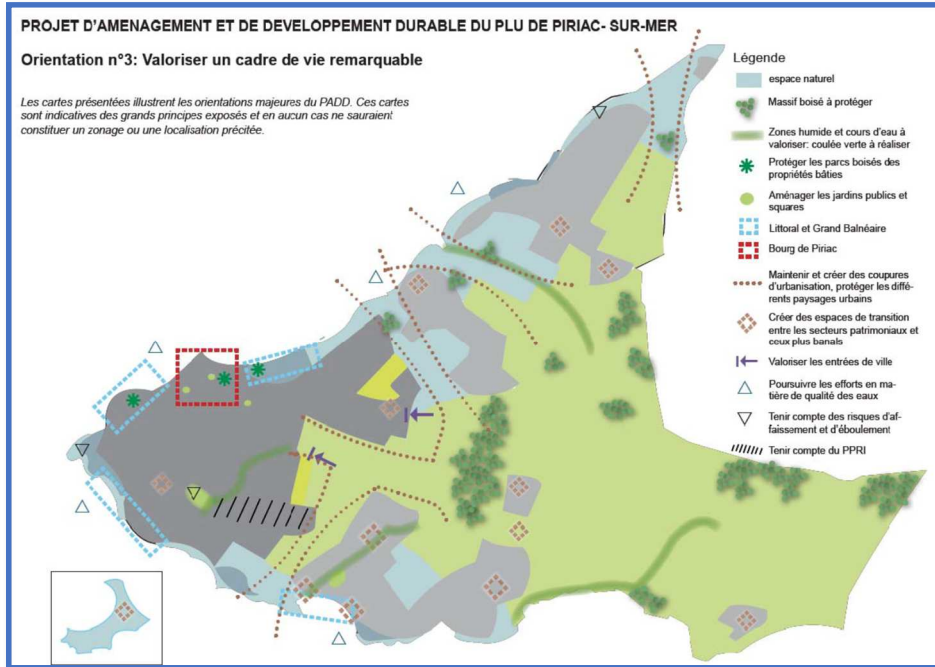 PROJET D'AMENAGEMENT ET DE DEVELOPPEMENT DURABLE DU PLU DE PIRIAC- SUR-MER
Orientation n°3: Valoriser un cadre de vie remarquable
Les cartes présentées illustrent les orientations majeures du PADD. Ces cartes
sont indicatives des grands principes exposés et en aucun cas ne sauraient
constituer un zonage ou une localisation précitée.
Légende
espace naturel
Massif boisé à protéger
Zones humide et cours d'eau à
valoriser: coulée verte à réaliser
Protéger les parcs boisés des
propriétés bâties
Aménager les jardins publics et
squares
Littoral et Grand Balnéaire
Bourg de Piriac
Maintenir et créer des coupures
d'urbanisation, protéger les diffé-
rents paysages urbains
Créer des espaces de transition
entre les secteurs patrimoniaux et
ceux plus banals
Valoriser les entrées de ville
Poursuivre les efforts en ma-
tière de qualité des eaux
Tenir compte des risques d'af-
faissement et d'éboulement
Tenir compte du PPRI